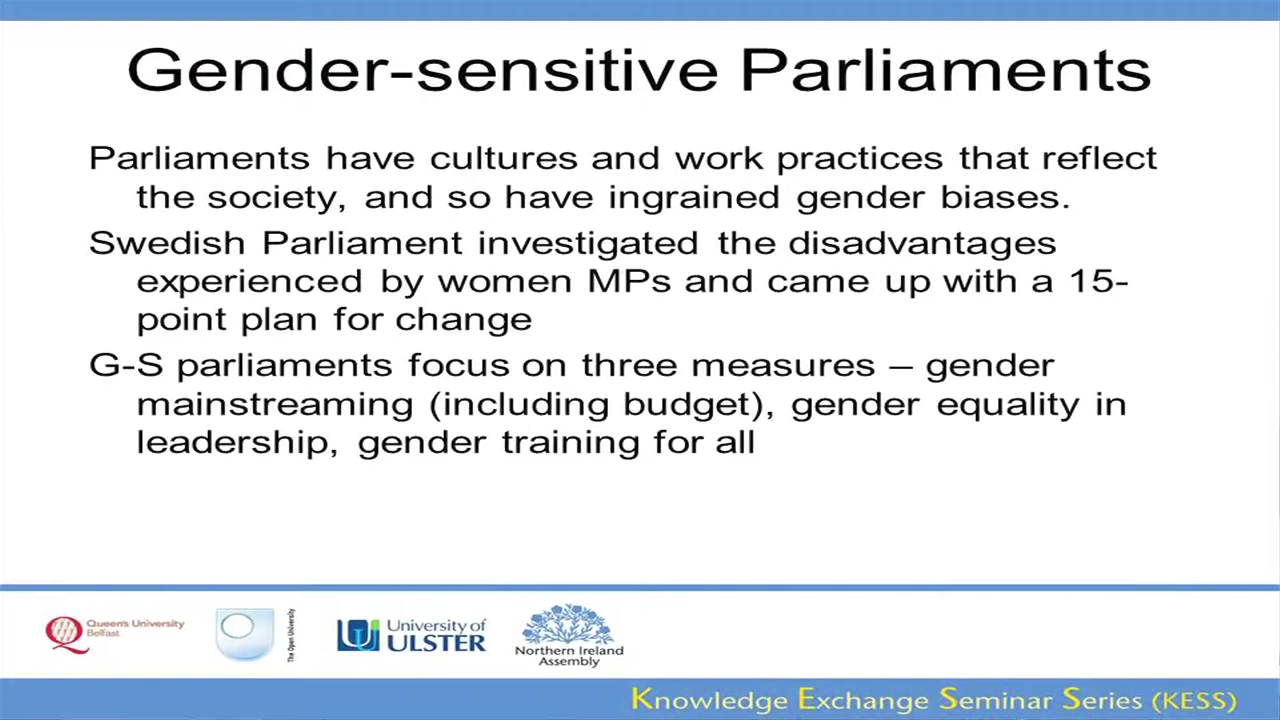 Gender-sensitive Parliaments
Parliaments have cultures and work practices that reflect
the society, and so have ingrained gender biases.
Swedish Parliament investigated the disadvantages
experienced by women MPs and came up with a 15-
point plan for change
G-S parliaments focus on three measures – gender
mainstreaming (including budget), gender equality in
leadership, gender training for all
Queen's University
Belfast
The Open University
University of
ULSTER
Northern Ireland
Assembly
Knowledge Exchange Seminar Series (KESS)